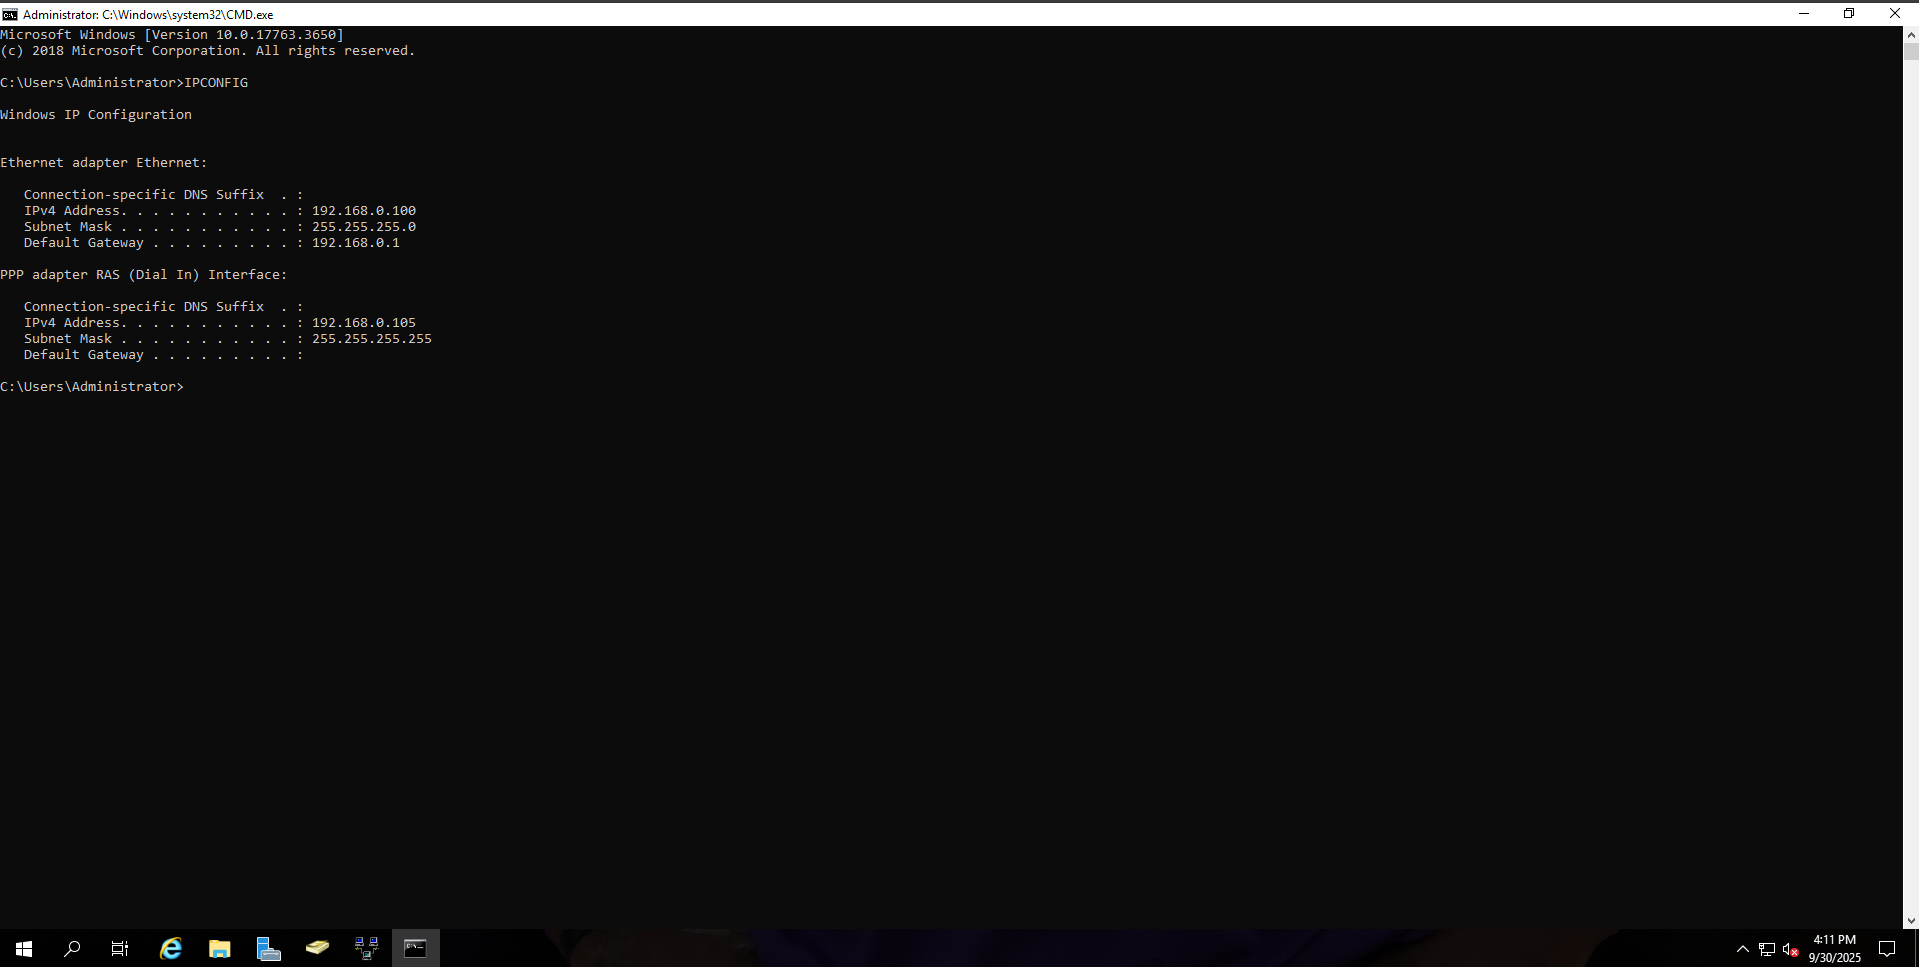 Administrator: C:\Windows\system32\CMD.exe
Microsoft Windows [Version 10.0.17763.3650]
(c) 2018 Microsoft Corporation. All rights reserved.
C:\Users\Administrator>IPCONFIG
Windows IP Configuration
Ethernet adapter Ethernet:
Connection-specific DNS Suffix  . :
IPv4 Address. . . . . . . . . . . : 192.168.0.100
Subnet Mask . . . . . . . . . . . : 255.255.255.0
Default Gateway . . . . . . . . . : 192.168.0.1
PPP adapter RAS (Dial In) Interface:
Connection-specific DNS Suffix  . :
IPv4 Address. . . . . . . . . . . : 192.168.0.105
Subnet Mask . . . . . . . . . . . : 255.255.255.255
Default Gateway . . . . . . . . . :
C:\Users\Administrator>
4:11 PM
9/30/2025